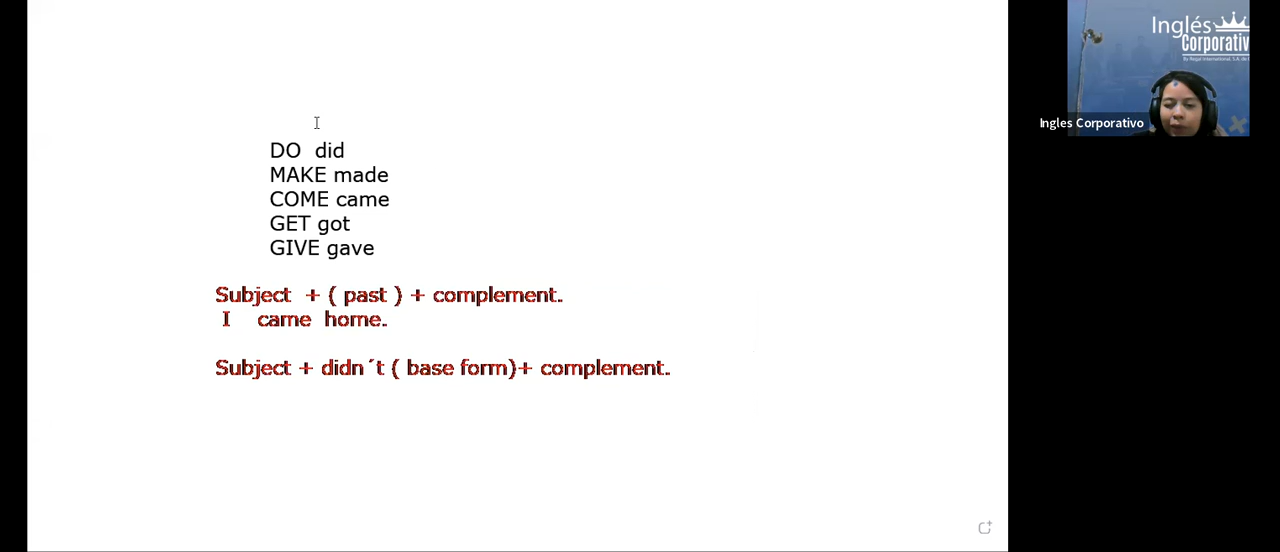 DO did
MAKE made
COME came
GET got
GIVE gave
Subject + ( past ) + complement.
I came home.
Subject + didn´t ( base form)+ complement.
Inglés
Corporativ
Ingles Corporativo